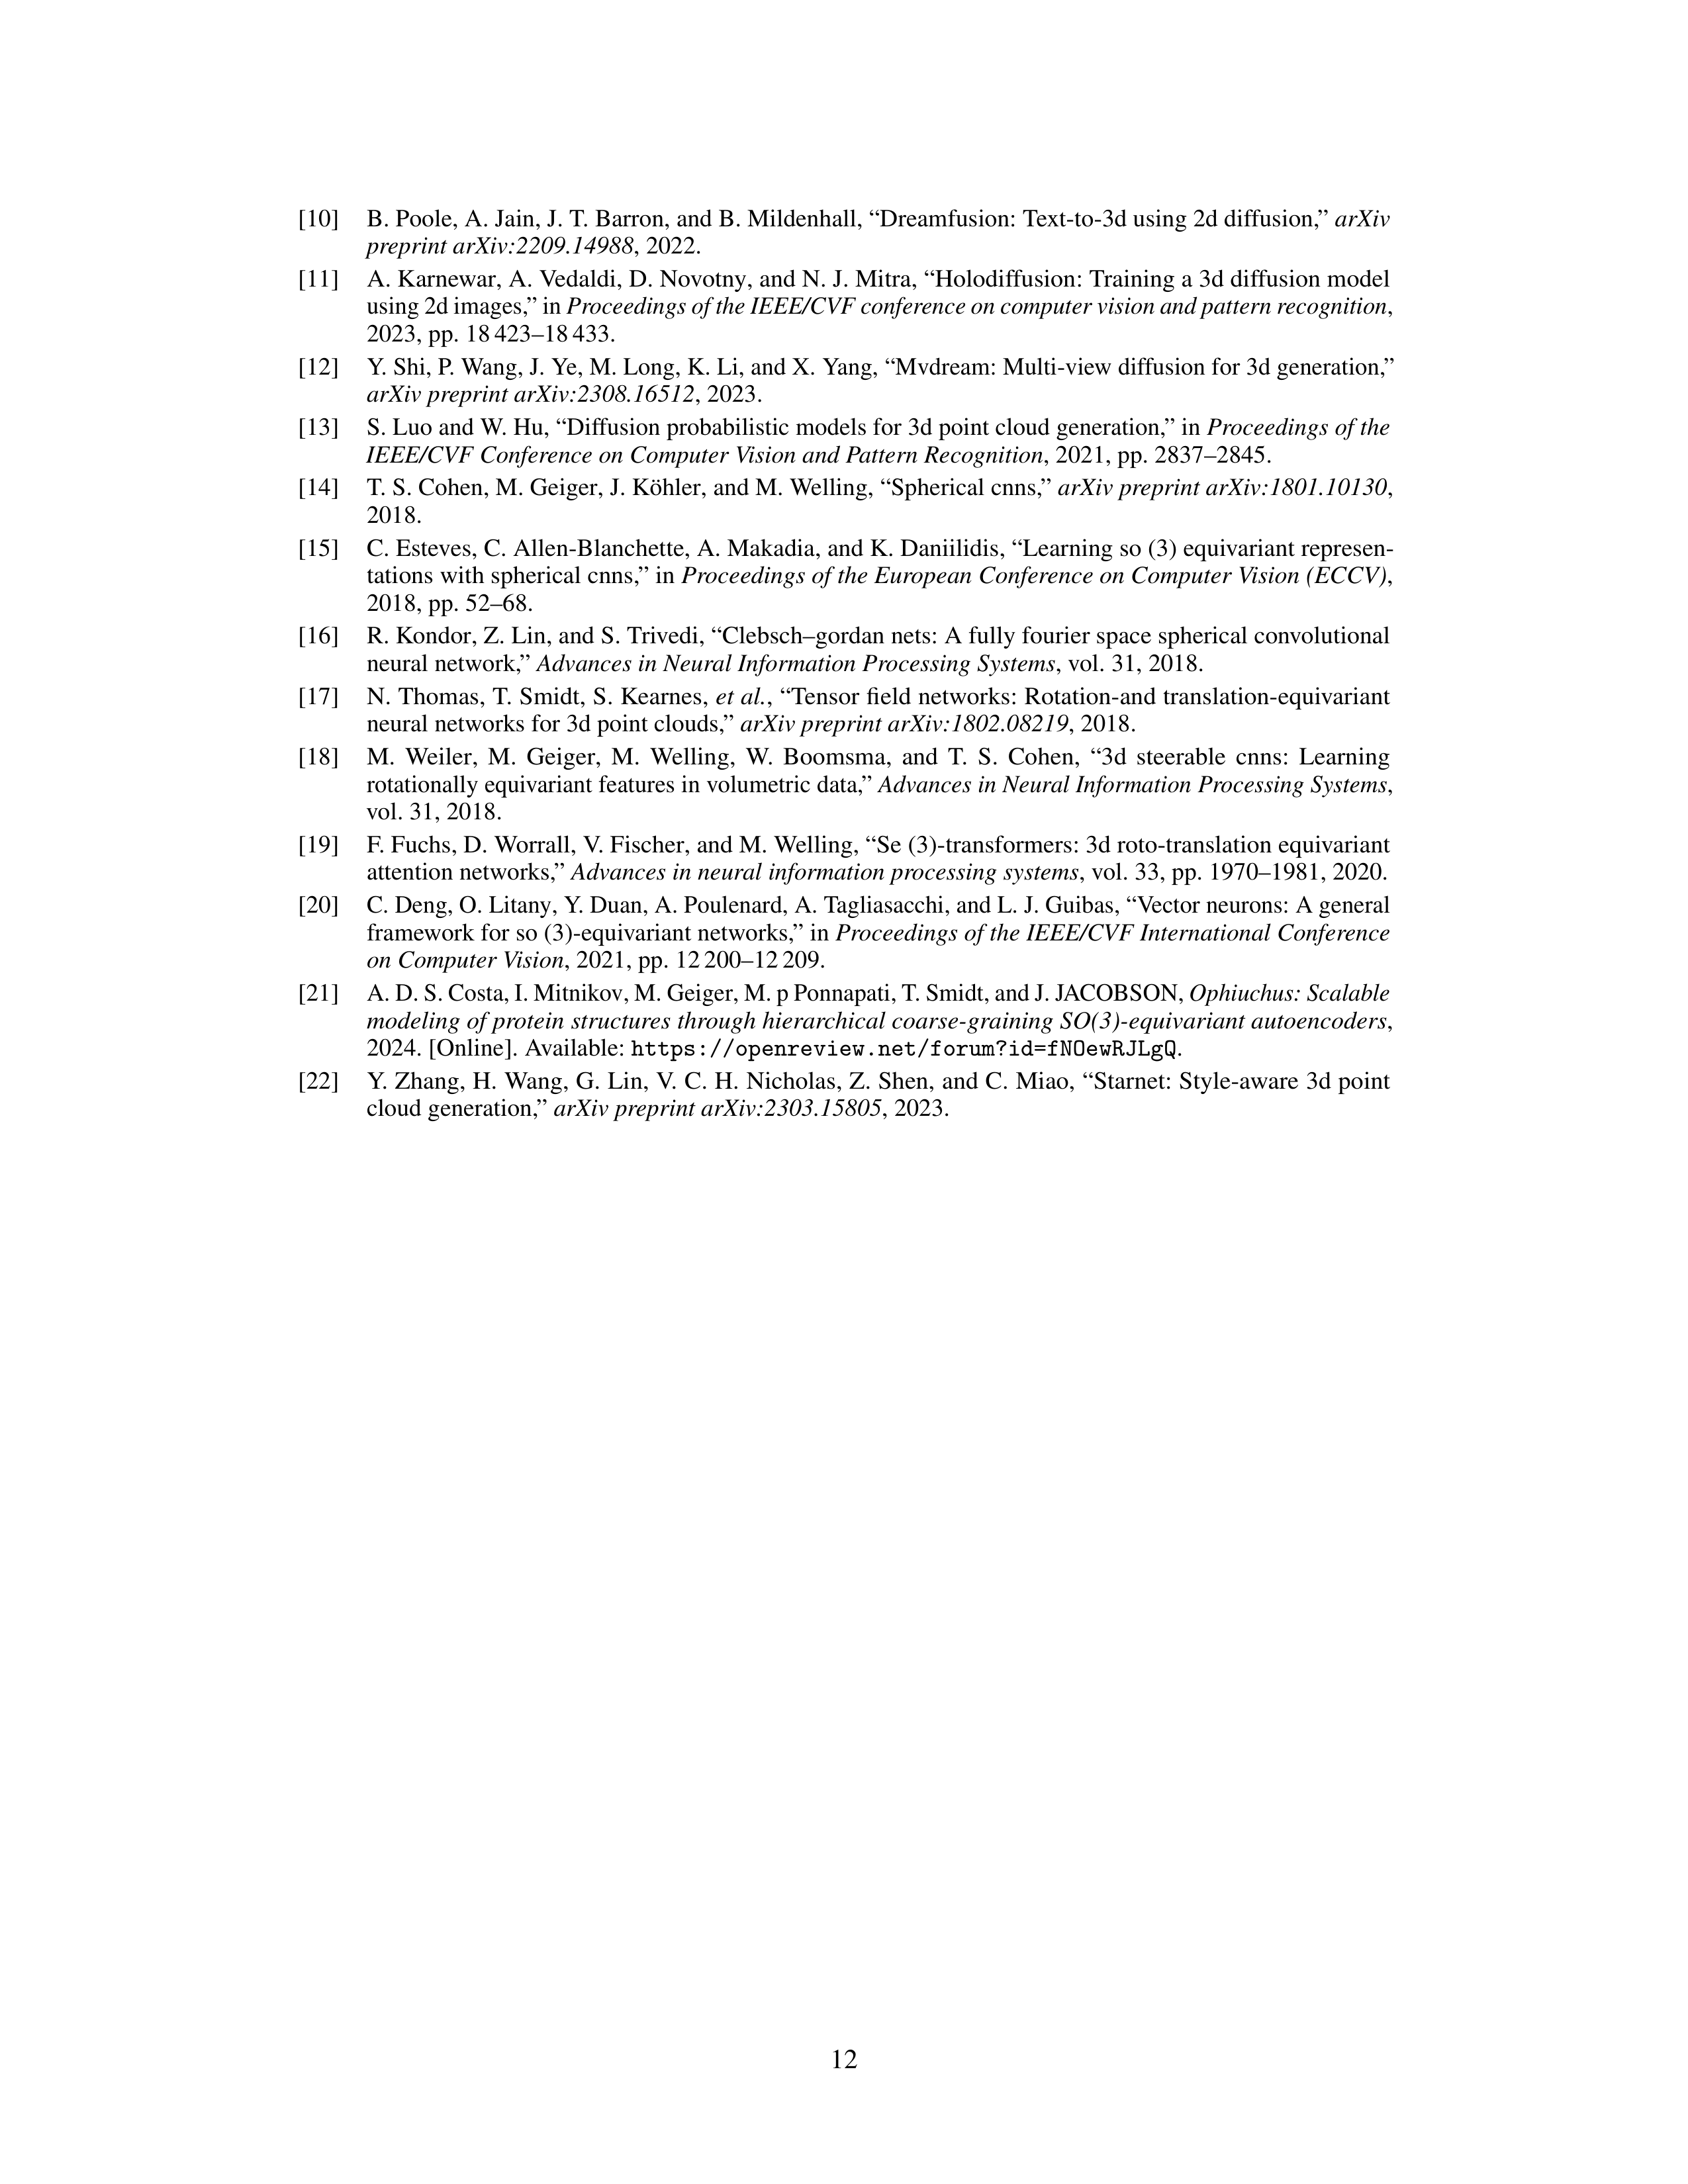 [10] B. Poole, A. Jain, J. T. Barron, and B. Mildenhall, “Dreamfusion: Text-to-3d using 2d diffusion,” arXiv
preprint arXiv:2209.14988, 2022.
[11] A. Karnewar, A. Vedaldi, D. Novotny, and N. J. Mitra, “Holodiffusion: Training a 3d diffusion model
using 2d images,” in Proceedings of the IEEE/CVF conference on computer vision and pattern recognition,
2023, pp. 18 423–18 433.
[12] Y. Shi, P. Wang, J. Ye, M. Long, K. Li, and X. Yang, “Mvdream: Multi-view diffusion for 3d generation,”
arXiv preprint arXiv:2308.16512, 2023.
[13] S. Luo and W. Hu, “Diffusion probabilistic models for 3d point cloud generation,” in Proceedings of the
IEEE/CVF Conference on Computer Vision and Pattern Recognition, 2021, pp. 2837–2845.
[14] T. S. Cohen, M. Geiger, J. Köhler, and M. Welling, “Spherical cnns,” arXiv preprint arXiv:1801.10130,
2018.
[15] C. Esteves, C. Allen-Blanchette, A. Makadia, and K. Daniilidis, “Learning so (3) equivariant represen-
tations with spherical cnns,” in Proceedings of the European Conference on Computer Vision (ECCV),
2018, pp. 52–68.
[16] R. Kondor, Z. Lin, and S. Trivedi, “Clebsch–gordan nets: A fully fourier space spherical convolutional
neural network,” Advances in Neural Information Processing Systems, vol. 31, 2018.
[17] N. Thomas, T. Smidt, S. Kearnes, et al., “Tensor field networks: Rotation-and translation-equivariant
neural networks for 3d point clouds,” arXiv preprint arXiv:1802.08219, 2018.
[18] M. Weiler, M. Geiger, M. Welling, W. Boomsma, and T. S. Cohen, “3d steerable cnns: Learning
rotationally equivariant features in volumetric data,” Advances in Neural Information Processing Systems,
vol. 31, 2018.
[19] F. Fuchs, D. Worrall, V. Fischer, and M. Welling, “Se (3)-transformers: 3d roto-translation equivariant
attention networks,” Advances in neural information processing systems, vol. 33, pp. 1970–1981, 2020.
[20] C. Deng, O. Litany, Y. Duan, A. Poulenard, A. Tagliasacchi, and L. J. Guibas, “Vector neurons: A general
framework for so (3)-equivariant networks,” in Proceedings of the IEEE/CVF International Conference
on Computer Vision, 2021, pp. 12 200–12 209.
[21] A. D. S. Costa, I. Mitnikov, M. Geiger, M. p Ponnapati, T. Smidt, and J. JACOBSON, Ophiuchus: Scalable
modeling of protein structures through hierarchical coarse-graining SO(3)-equivariant autoencoders,
2024. [Online]. Available: https://openreview.net/forum?id=fNOewRJLgQ.
[22] Y. Zhang, H. Wang, G. Lin, V. C. H. Nicholas, Z. Shen, and C. Miao, “Starnet: Style-aware 3d point
cloud generation,” arXiv preprint arXiv:2303.15805, 2023.
12